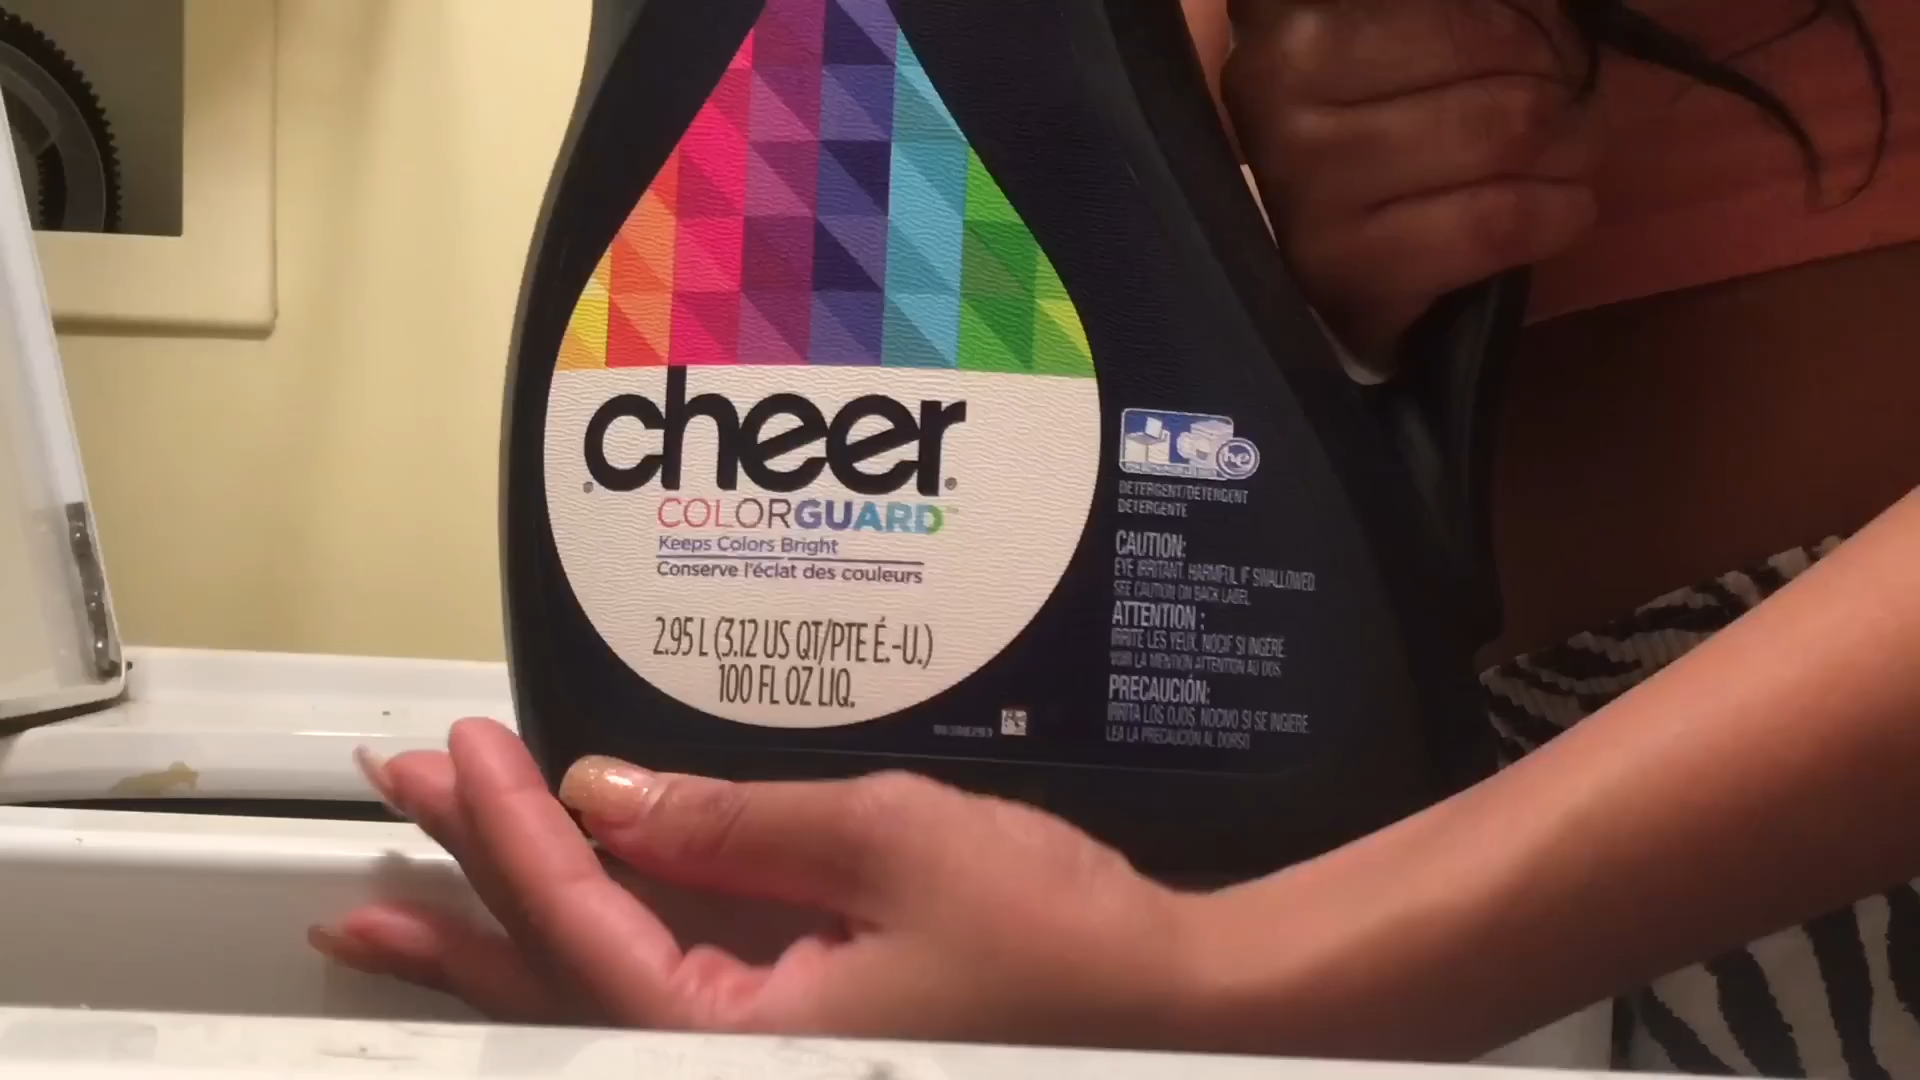 cheer
COLORGUARD™
Keeps Colors Bright
Conserve l'éclat des couleurs
2.95 L (3.12 US QT/PTE É.-U.)
100 FL OZ LIQ.
he
DETERGENT/DÉTERGENT
DETERGENTE
CAUTION:
EYE IRRITANT. HARMFUL IF SWALLOWED.
SEE CAUTION ON BACK LABEL.
ATTENTION :
IRRITE LES YEUX. NOCIF SI INGÉRÉ.
VOIR LA MENTION ATTENTION AU DOS.
PRECAUCIÓN:
IRRITA LOS OJOS. NOCIVO SI SE INGIERE.
LEA LA PRECAUCIÓN AL DORSO.